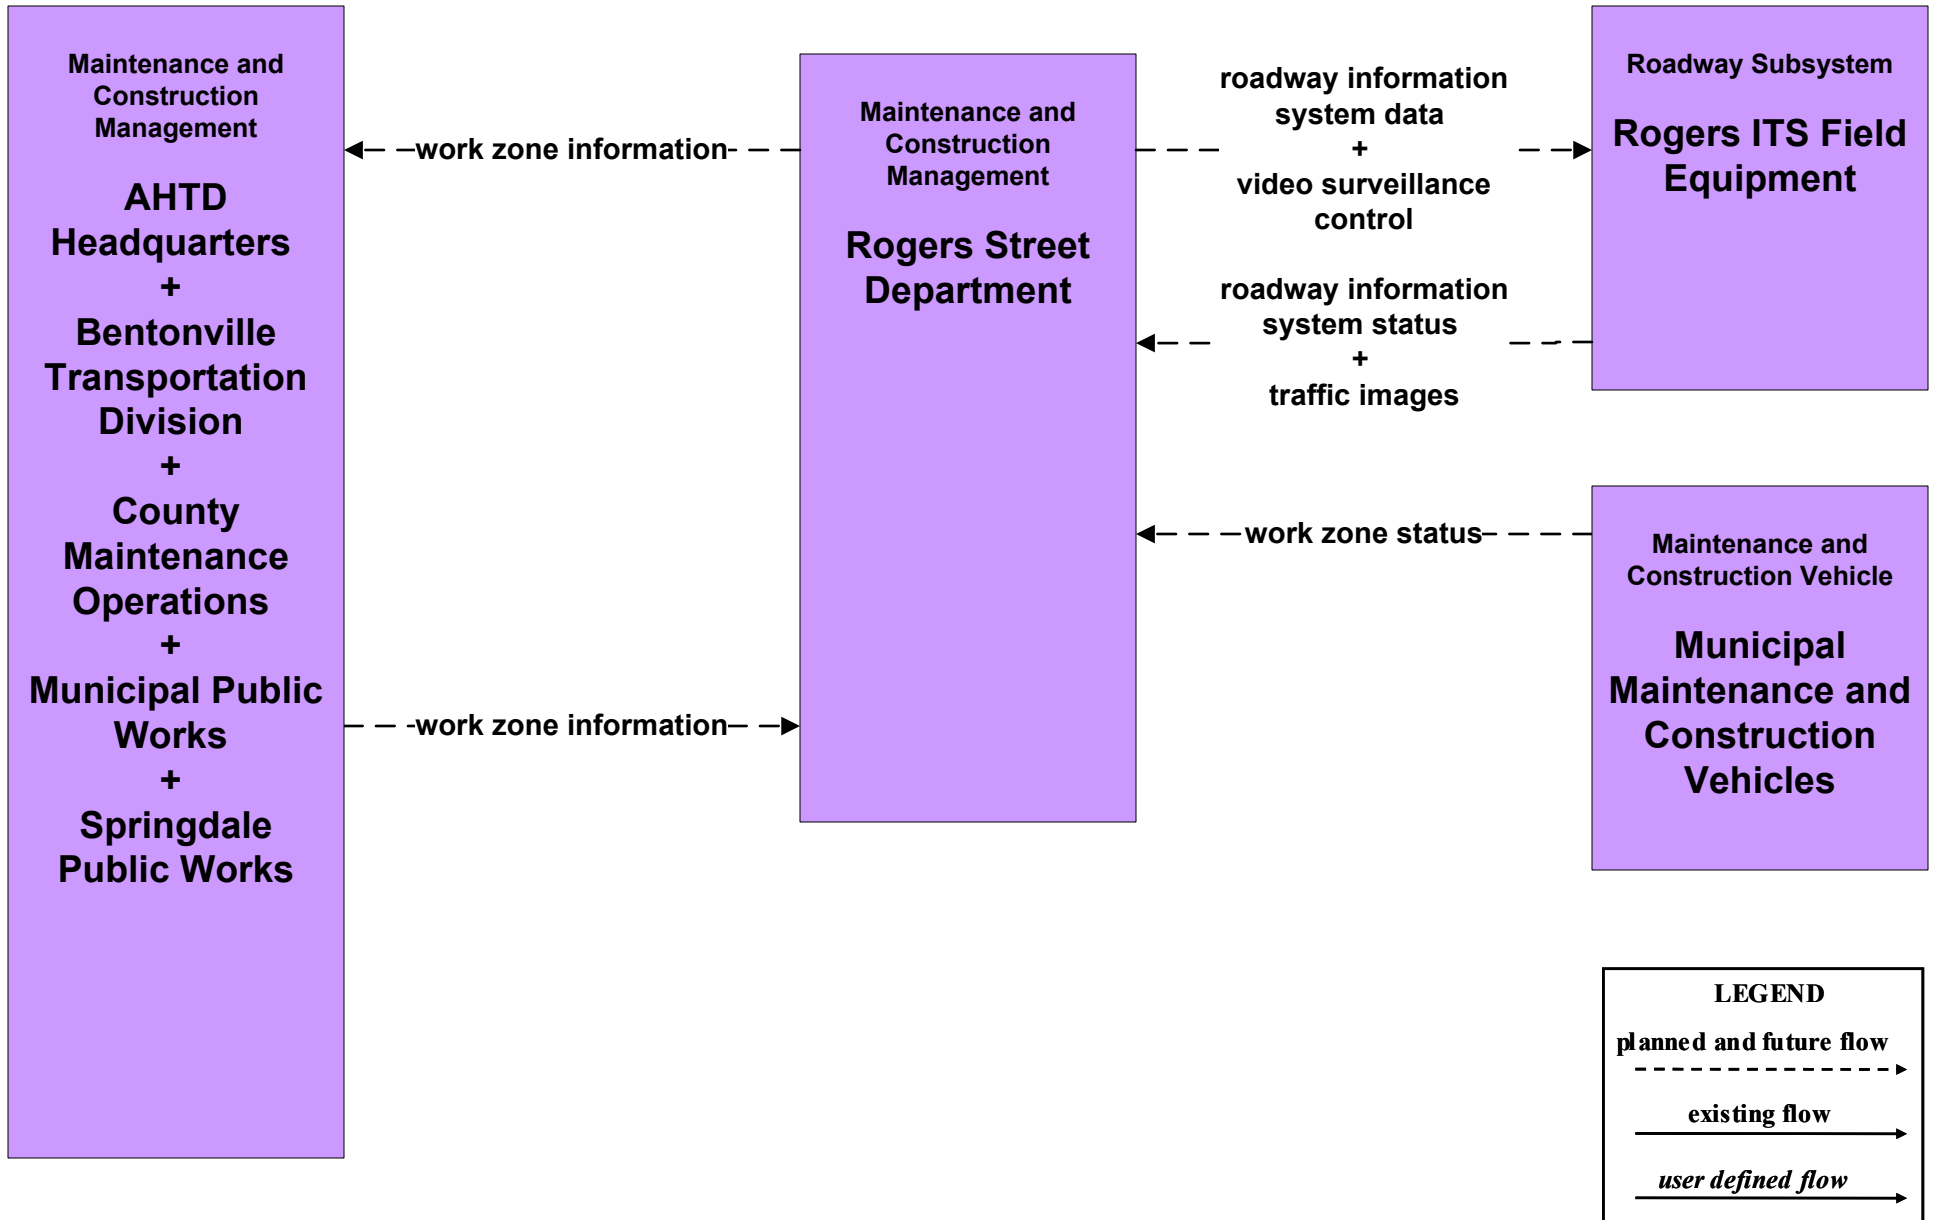 Maintenance and
Construction
Management
AHTD
Headquarters
+
Bentonville
Transportation
Division
+
County
Maintenance
Operations
+
Municipal Public
Works
+
Springdale
Public Works
work zone information
work zone information
Maintenance and
Construction
Management
Rogers Street
Department
roadway information
system data
+
video surveillance
control
roadway information
system status
+
traffic images
work zone status
Roadway Subsystem
Rogers ITS Field
Equipment
Maintenance and
Construction Vehicle
Municipal
Maintenance and
Construction
Vehicles
LEGEND
planned and future flow
existing flow
user defined flow